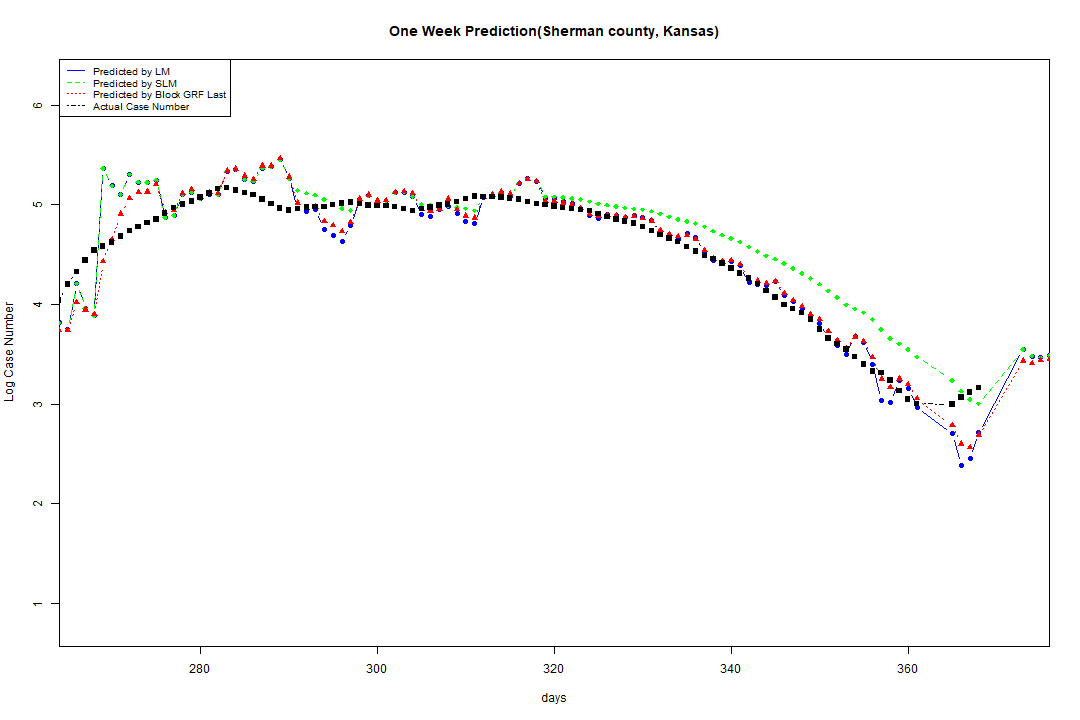 One Week Prediction(Sherman county, Kansas)
Predicted by LM
Predicted by SLM
Predicted by Block GRF Last
Actual Case Number
6
5
4
3
2
1
Log Case Number
280
300
320
340
360
days